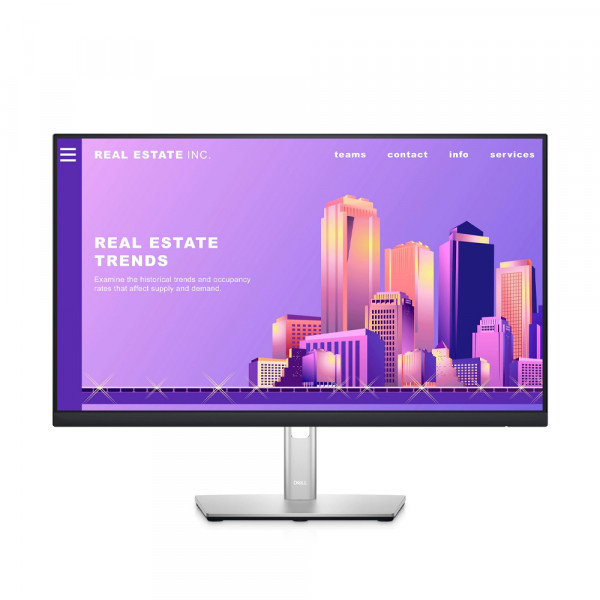 REAL ESTATE INC.
teams contact info services
REAL ESTATE
TRENDS
Examine the historical trends and occupancy
rates that affect supply and demand.
DELL